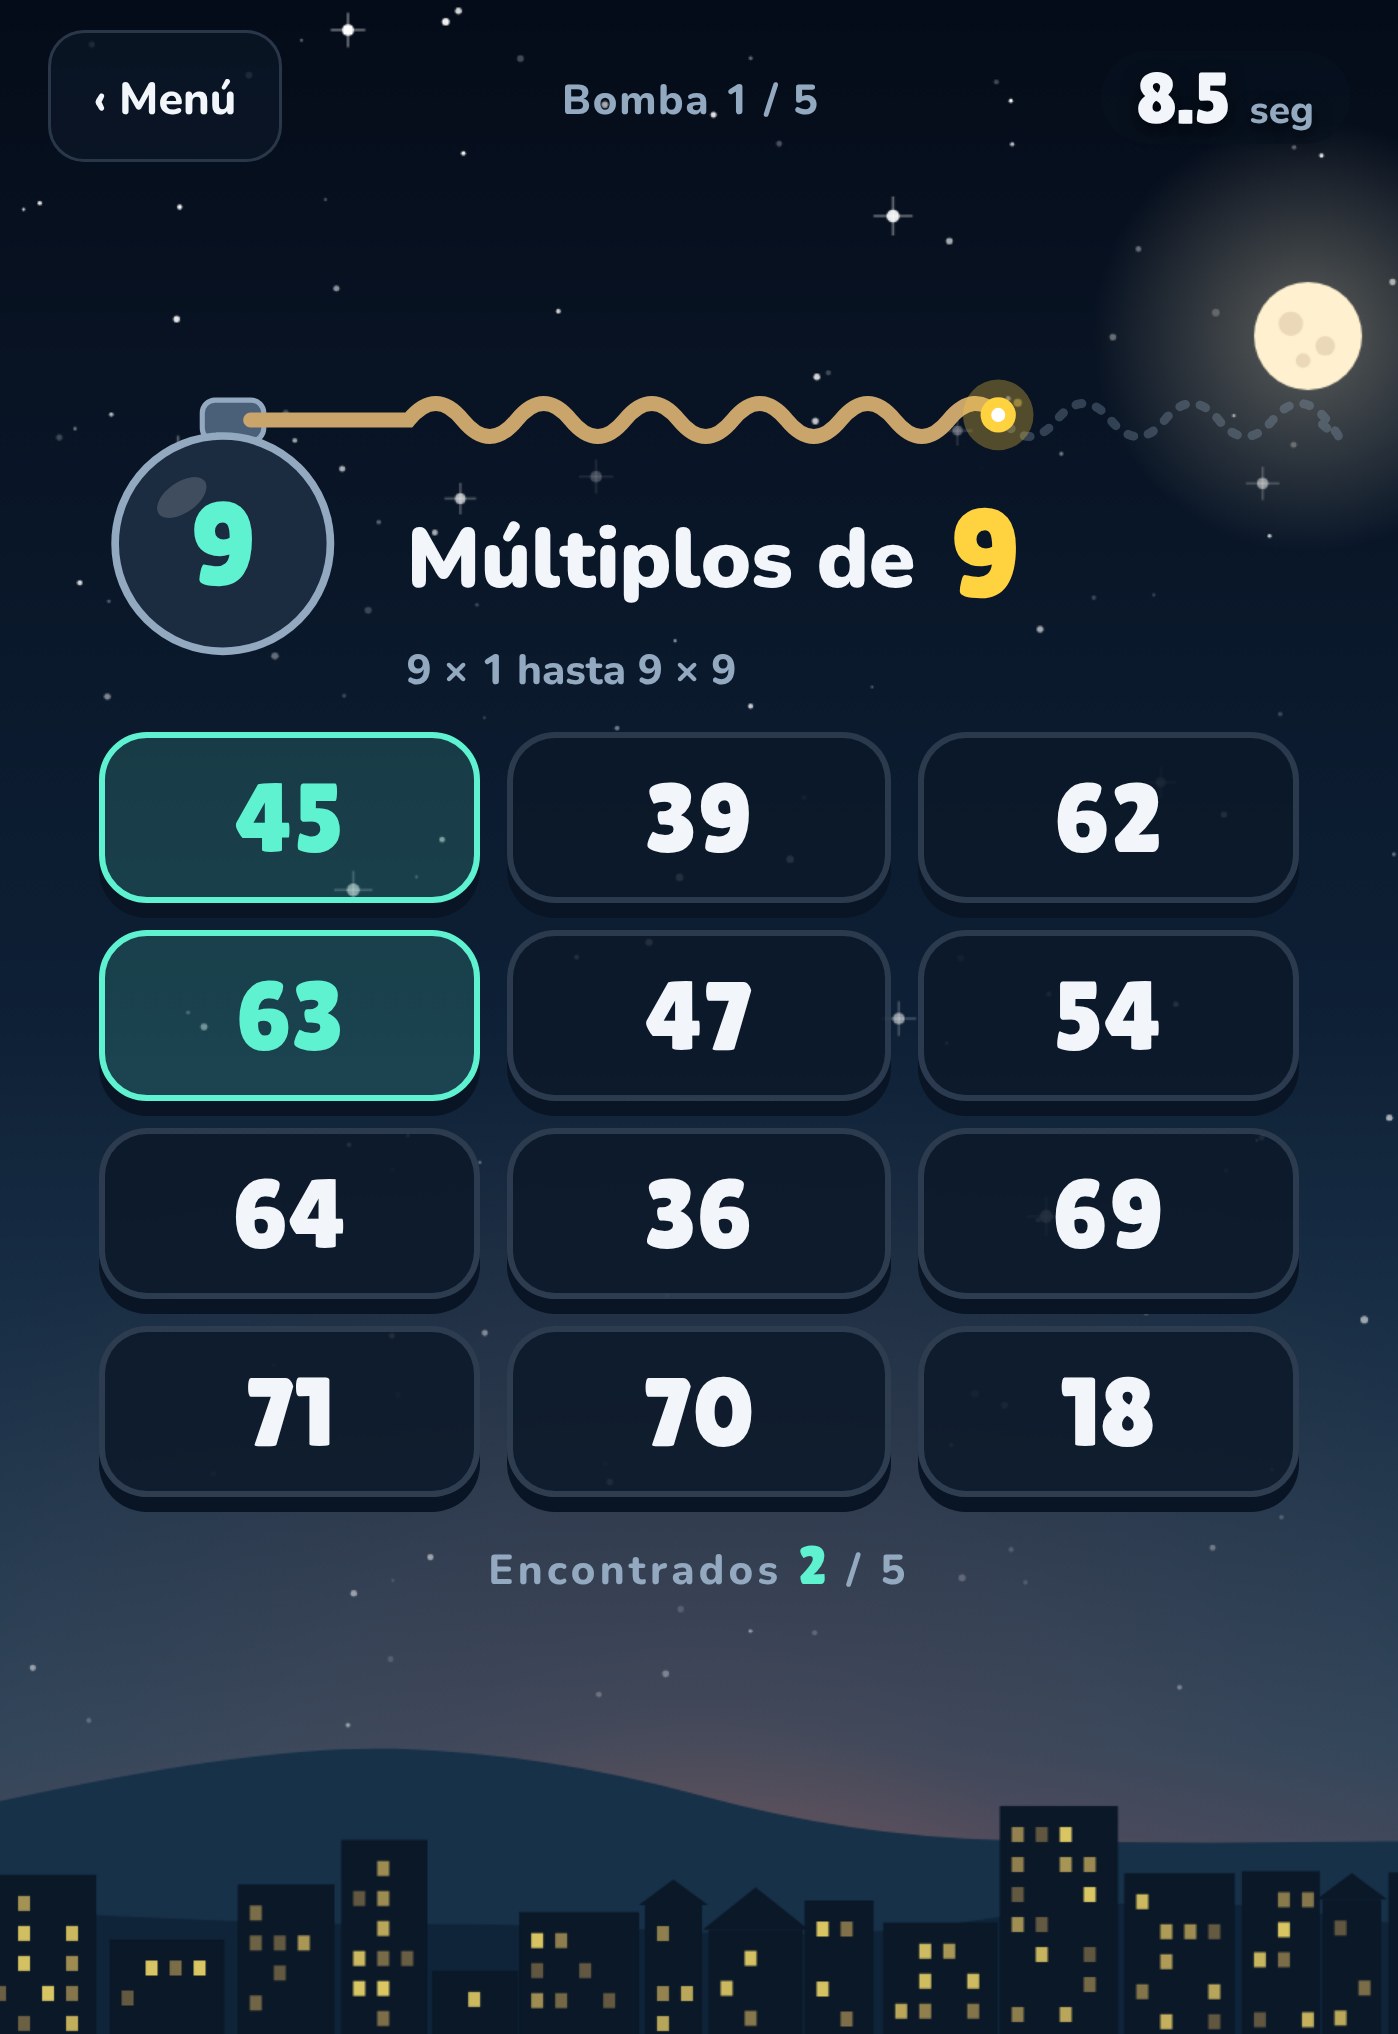 ‹ Menú
Bomba 1 / 5
8.5 seg
9
Múltiplos de 9
9 × 1 hasta 9 × 9
45 39 62
63 47 54
64 36 69
71 70 18
Encontrados 2 / 5